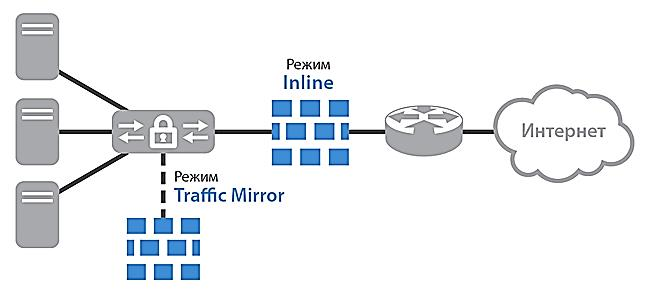 Режим
Inline
Интернет
Режим
Traffic Mirror